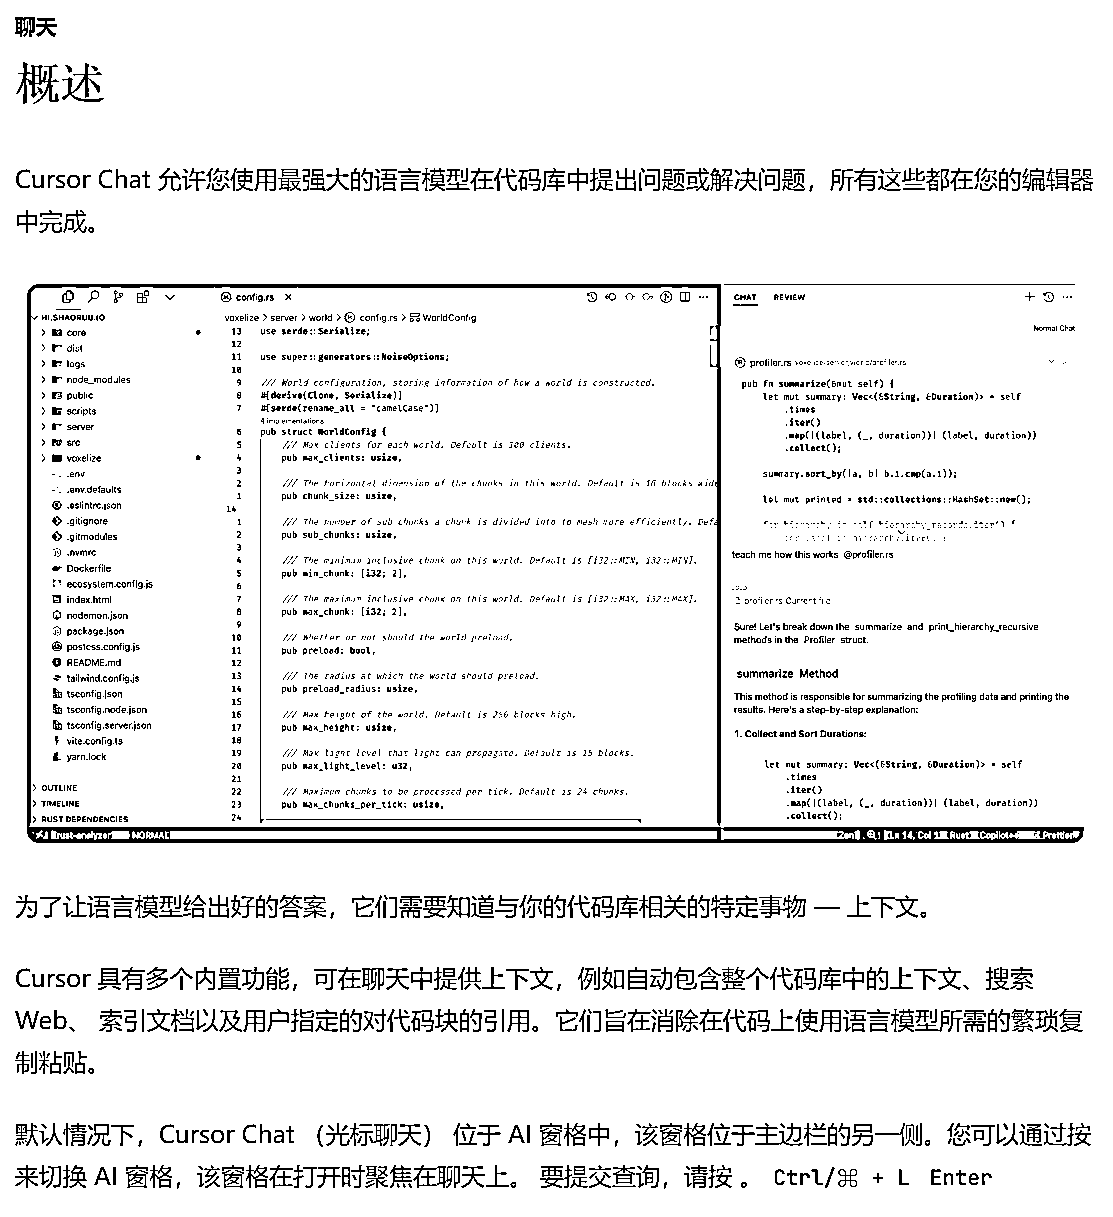 聊天
概述
Cursor Chat 允许您使用最强大的语言模型在代码库中提出问题或解决问题，所有这些都在您的编辑器
中完成。
config.rs ×
HI.SHAORUU.IO
core
dist
logs
node_modules
public
scripts
server
src
voxelize
.env
.env.defaults
.eslintrc.json
.gitignore
.gitmodules
.nvmrc
Dockerfile
ecosystem.config.js
index.html
nodemon.json
package.json
postcss.config.js
README.md
tailwind.config.js
tsconfig.json
tsconfig.node.json
tsconfig.server.json
vite.config.ts
yarn.lock
OUTLINE
TIMELINE
RUST DEPENDENCIES
voxelize > server > world > config.rs > WorldConfig
13 use serde::Serialize;
12
11 use super::generators::NoiseOptions;
10
9 /// World configuration, storing information of how a world is constructed.
8 #[derive(Clone, Serialize)]
7 #[serde(rename_all = "camelCase")]
4 implementations
6 pub struct WorldConfig {
5 /// Max clients for each world. Default is 100 clients.
4 pub max_clients: usize,
3
2 /// The horizontal dimension of the chunks in this world. Default is 16 blocks wide
1 pub chunk_size: usize,
14
1 /// The number of sub chunks a chunk is divided into to mesh more efficiently. Defa
2 pub sub_chunks: usize,
3
4 /// The minimum inclusive chunk on this world. Default is [i32::MIN, i32::MIN].
5 pub min_chunk: [i32; 2],
6
7 /// The maximum inclusive chunk on this world. Default is [i32::MAX, i32::MAX].
8 pub max_chunk: [i32; 2],
9
10 /// Whether or not should the world preload.
11 pub preload: bool,
12
13 /// The radius at which the world should preload.
14 pub preload_radius: usize,
15
16 /// Max height of the world. Default is 256 blocks high.
17 pub max_height: usize,
18
19 /// Max light level that light can propagate. Default is 15 blocks.
20 pub max_light_level: u32,
21
22 /// Maximum chunks to be processed per tick. Default is 24 chunks.
23 pub max_chunks_per_tick: usize,
24
rust-analyzer NORMAL
CHAT REVIEW
Normal Chat
profiler.rs voxelize/server/world/profiler.rs
pub fn summarize(&mut self) {
let mut summary: Vec<(&String, &Duration)> = self
.times
.iter()
.map(|(label, (_, duration))| (label, duration))
.collect();
summary.sort_by(|a, b| b.1.cmp(a.1));
let mut printed = std::collections::HashSet::new();
teach me how this works @profiler.rs
profiler.rs Current file
Sure! Let's break down the summarize and print_hierarchy_recursive
methods in the Profiler struct.
summarize Method
This method is responsible for summarizing the profiling data and printing the
results. Here's a step-by-step explanation:
1. Collect and Sort Durations:
let mut summary: Vec<(&String, &Duration)> = self
.times
.iter()
.map(|(label, (_, duration))| (label, duration))
.collect();
Rust Prettier
为了让语言模型给出好的答案，它们需要知道与你的代码库相关的特定事物 — 上下文。
Cursor 具有多个内置功能，可在聊天中提供上下文，例如自动包含整个代码库中的上下文、搜索
Web、 索引文档以及用户指定的对代码块的引用。它们旨在消除在代码上使用语言模型所需的繁琐复
制粘贴。
默认情况下，Cursor Chat （光标聊天） 位于 AI 窗格中，该窗格位于主边栏的另一侧。您可以通过按
来切换 AI 窗格，该窗格在打开时聚焦在聊天上。 要提交查询，请按 。 Ctrl/⌘ + L Enter